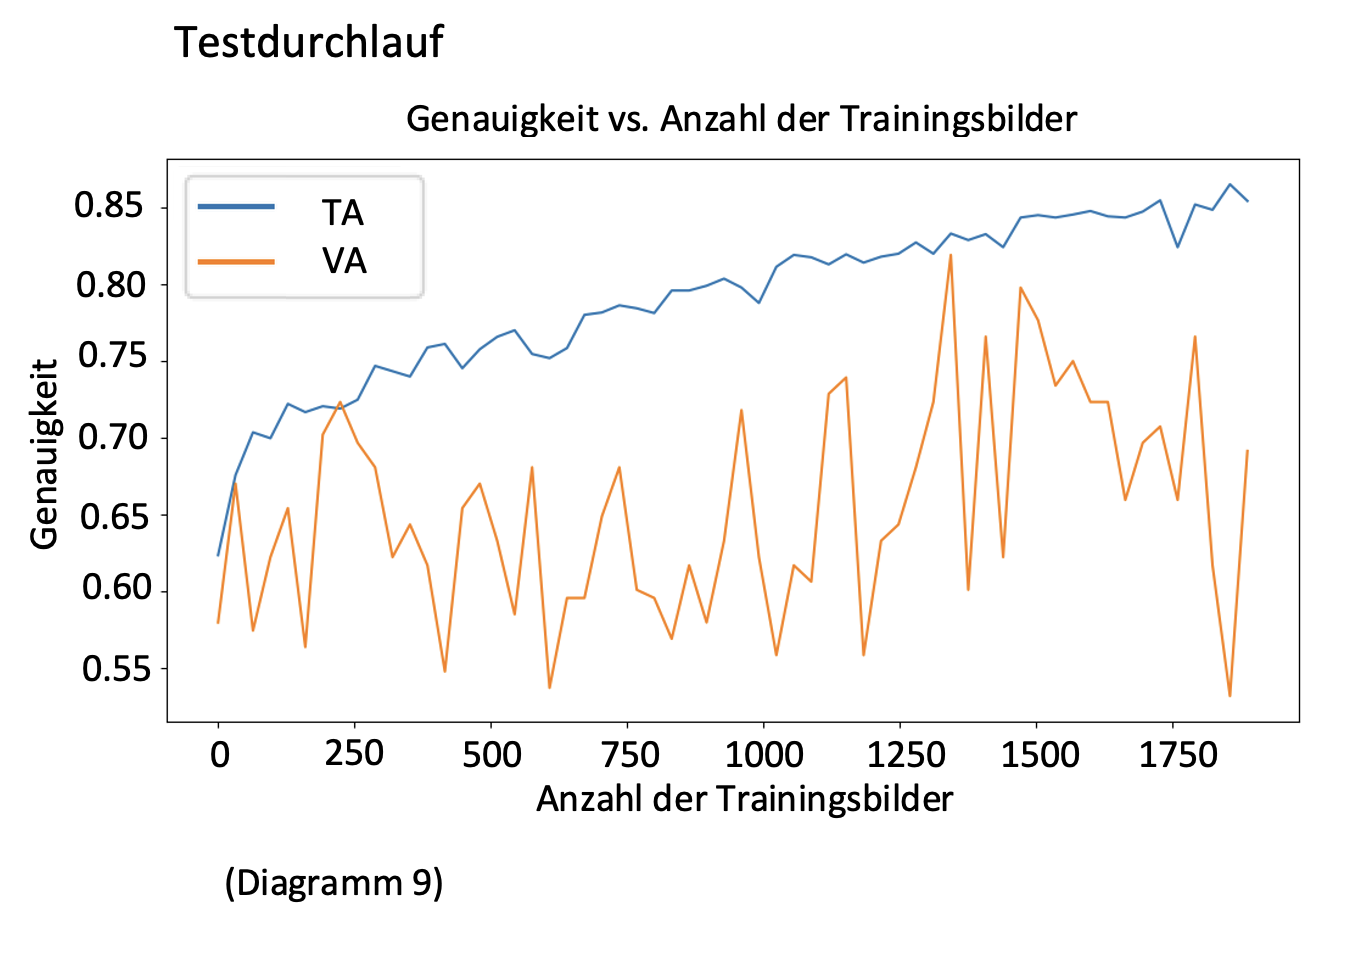 Testdurchlauf
Genauigkeit vs. Anzahl der Trainingsbilder
TA
VA
0.85
0.80
0.75
0.70
0.65
0.60
0.55
Genauigkeit
0 250 500 750 1000 1250 1500 1750
Anzahl der Trainingsbilder
(Diagramm 9)